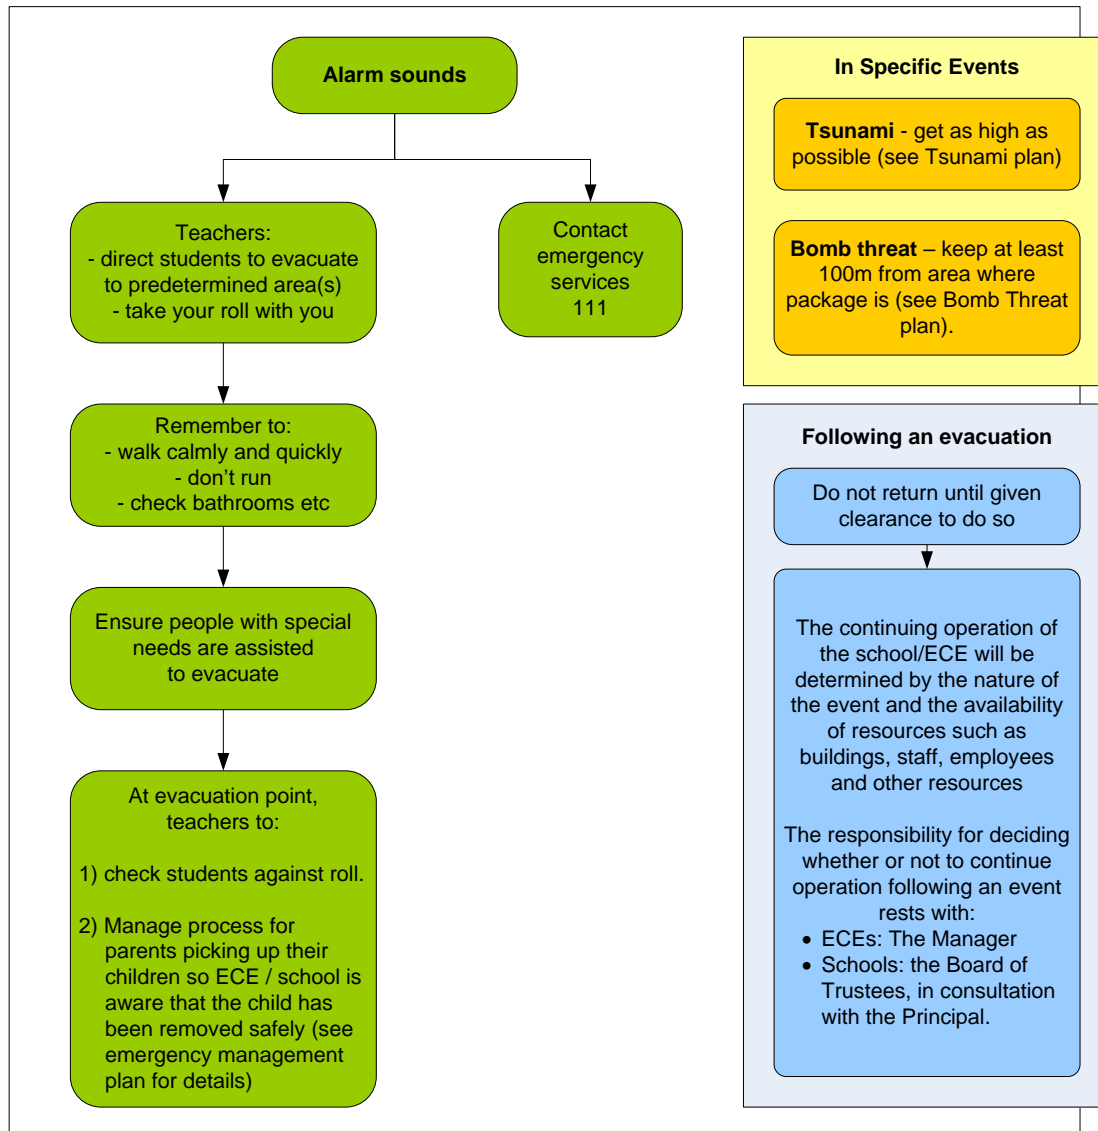 Alarm sounds
Teachers:
- direct students to evacuate
to predetermined area(s)
- take your roll with you
Contact
emergency
services
111
Remember to:
- walk calmly and quickly
- don't run
- check bathrooms etc
Ensure people with special
needs are assisted
to evacuate
At evacuation point,
teachers to:
1) check students against roll.
2) Manage process for
parents picking up their
children so ECE / school is
aware that the child has
been removed safely (see
emergency management
plan for details)
In Specific Events
Tsunami - get as high as
possible (see Tsunami plan)
Bomb threat – keep at least
100m from area where
package is (see Bomb Threat
plan).
Following an evacuation
Do not return until given
clearance to do so
The continuing operation of
the school/ECE will be
determined by the nature of
the event and the availability
of resources such as
buildings, staff, employees
and other resources
The responsibility for deciding
whether or not to continue
operation following an event
rests with:
• ECEs: The Manager
• Schools: the Board of
Trustees, in consultation
with the Principal.